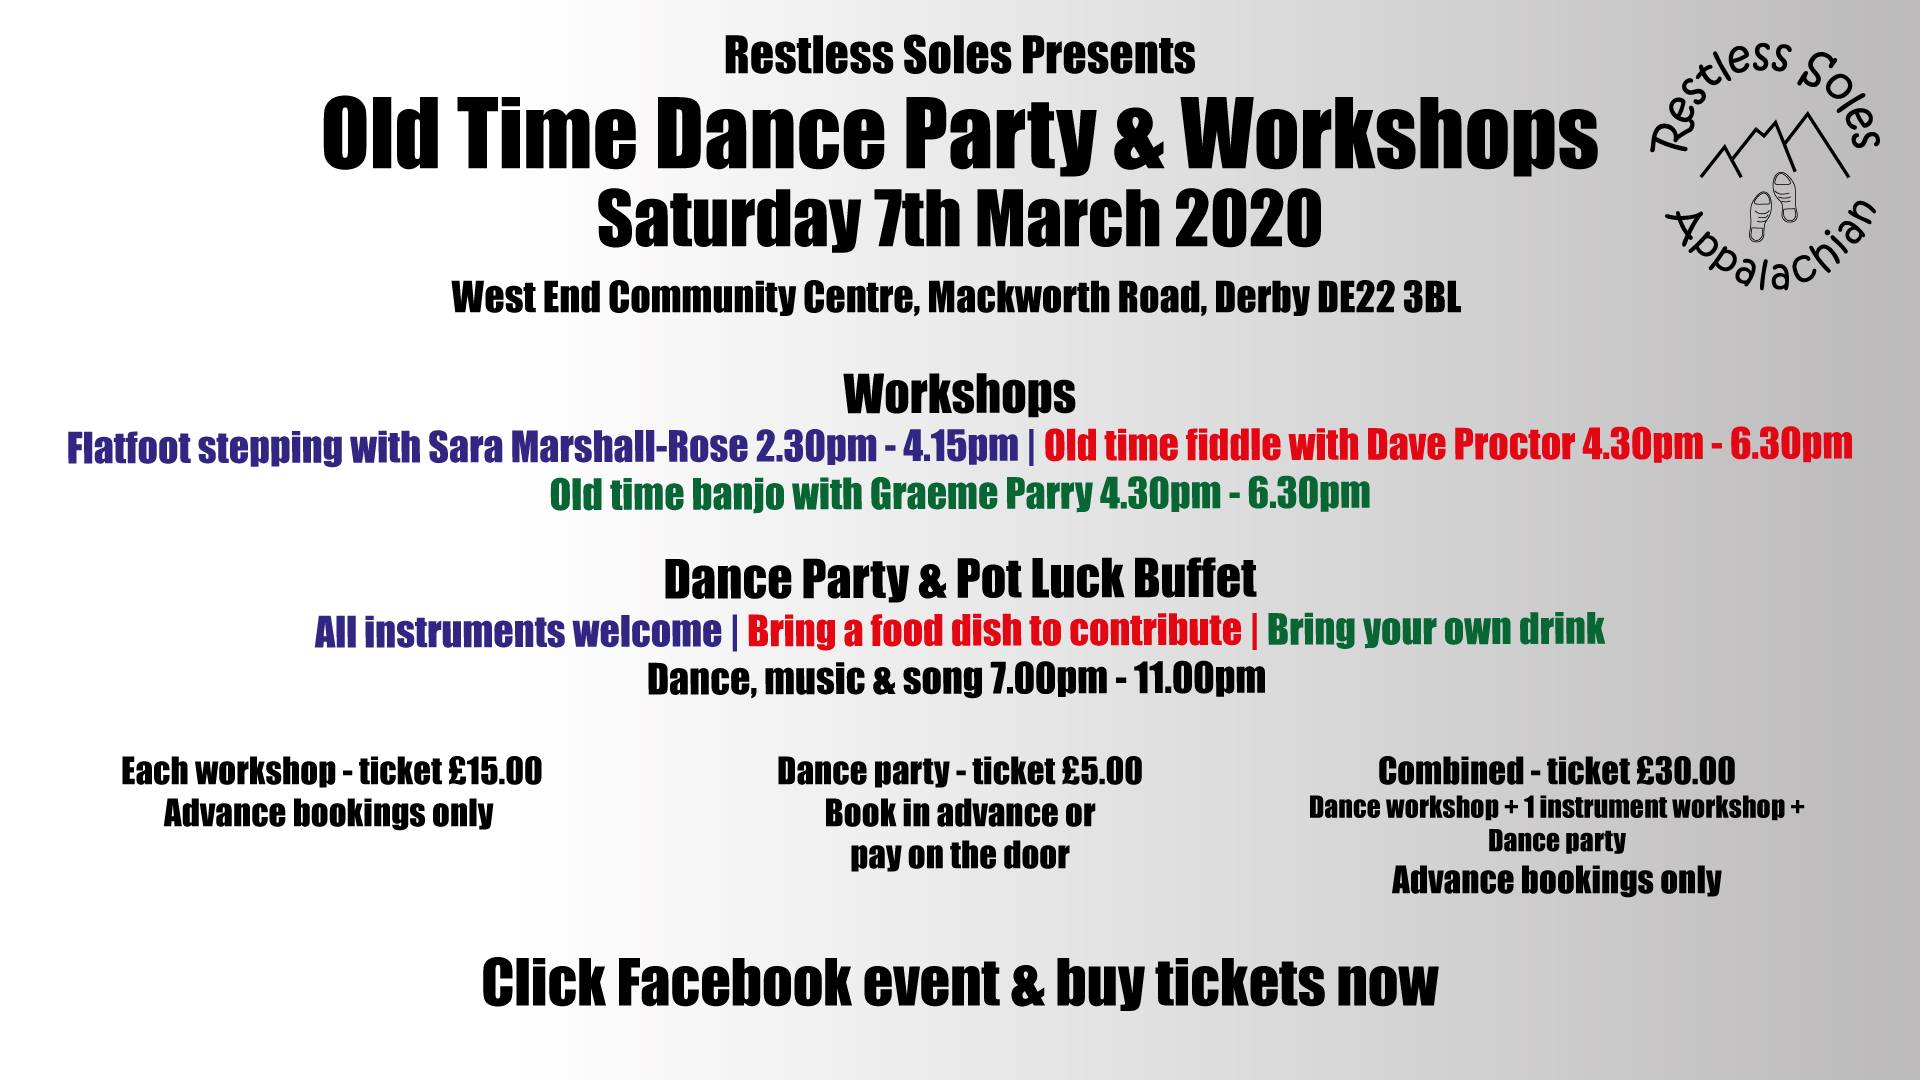 Restless Soles Presents
Old Time Dance Party & Workshops
Saturday 7th March 2020
West End Community Centre, Mackworth Road, Derby DE22 3BL
Restless Soles
Appalachian
Workshops
Flatfoot stepping with Sara Marshall-Rose 2.30pm - 4.15pm | Old time fiddle with Dave Proctor 4.30pm - 6.30pm
Old time banjo with Graeme Parry 4.30pm - 6.30pm
Dance Party & Pot Luck Buffet
All instruments welcome | Bring a food dish to contribute | Bring your own drink
Dance, music & song 7.00pm - 11.00pm
Each workshop - ticket £15.00
Advance bookings only
Dance party - ticket £5.00
Book in advance or
pay on the door
Combined - ticket £30.00
Dance workshop + 1 instrument workshop +
Dance party
Advance bookings only
Click Facebook event & buy tickets now